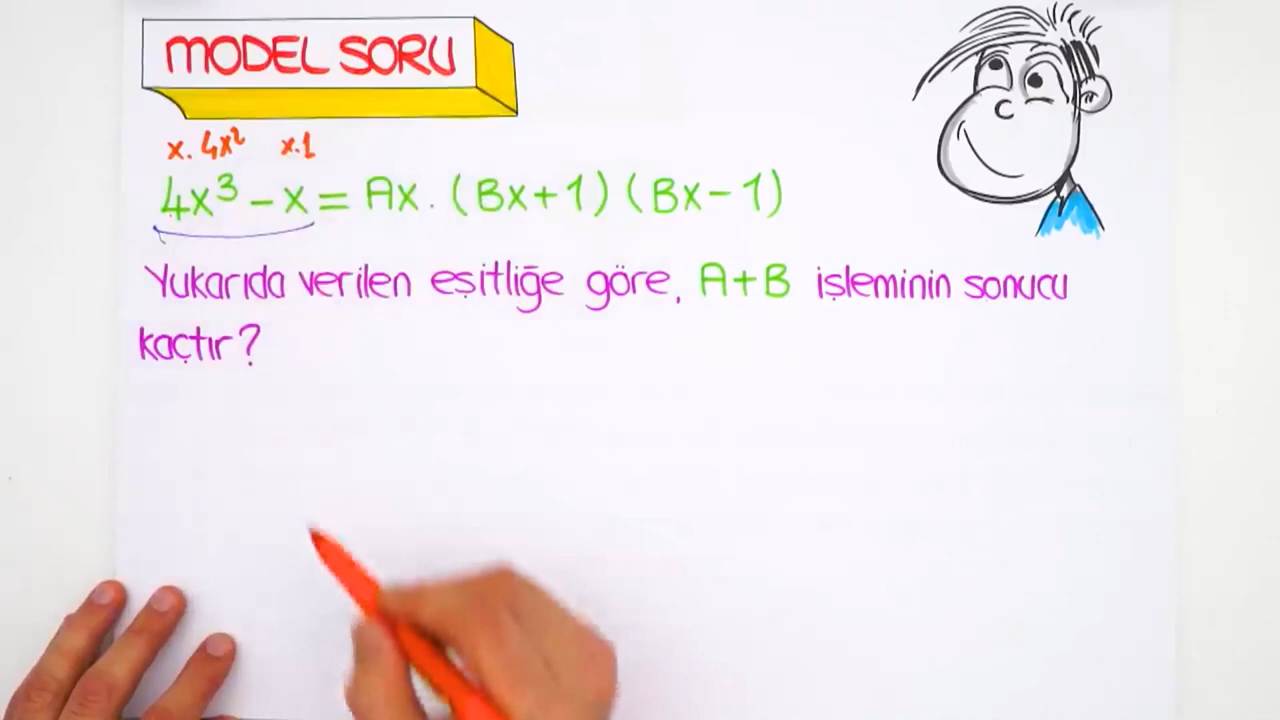 MODEL SORU
x. 4x² x.1
4x³ - x = Ax . (Bx+1) (Bx-1)
Yukarıda verilen eşitliğe göre, A+B işleminin sonucu
kaçtır?